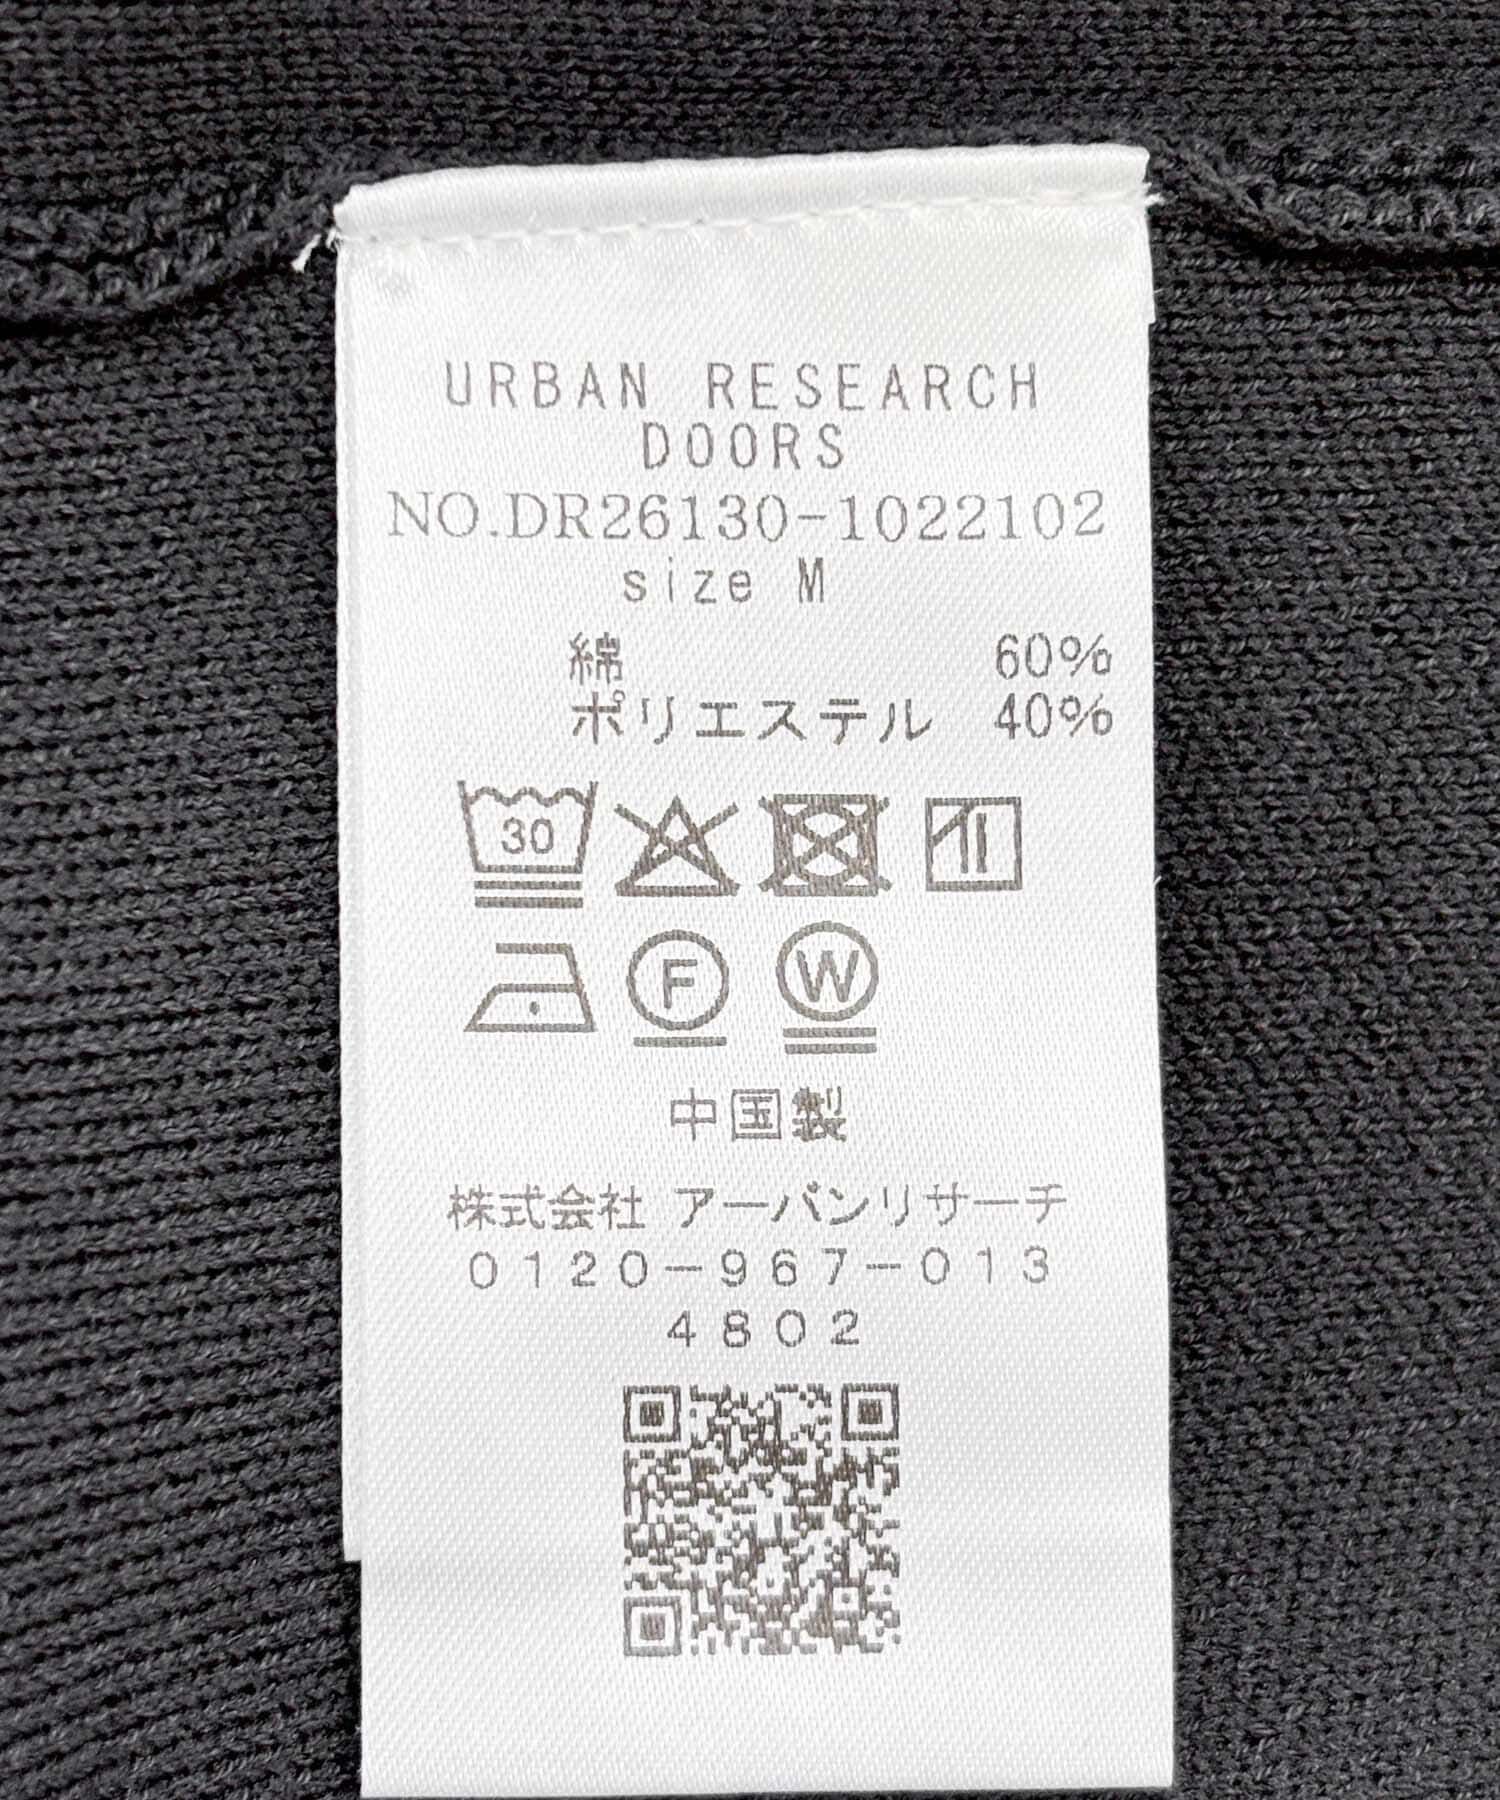 URBAN RESEARCH
DOORS
NO.DR26130-1022102
size M
綿 60%
ポリエステル 40%
30
F W
中国製
株式会社 アーバンリサーチ
0120-967-013
4802